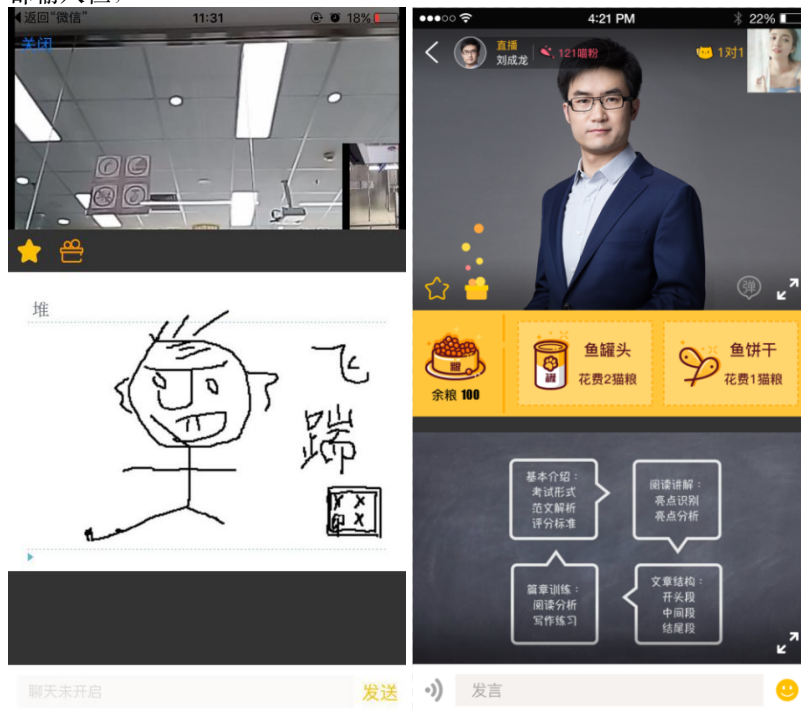 返回"微信"
11:31
18%
关闭
堆
飞
踹
聊天未开启
发送
4:21 PM
22%
直播
刘成龙
121喵粉
1对1
弹
余粮 100
鱼罐头
花费2猫粮
鱼饼干
花费1猫粮
基本介绍：
考试形式
范文解析
评分标准
阅读讲解：
亮点识别
亮点分析
篇章训练：
阅读分析
写作练习
文章结构：
开头段
中间段
结尾段
发言